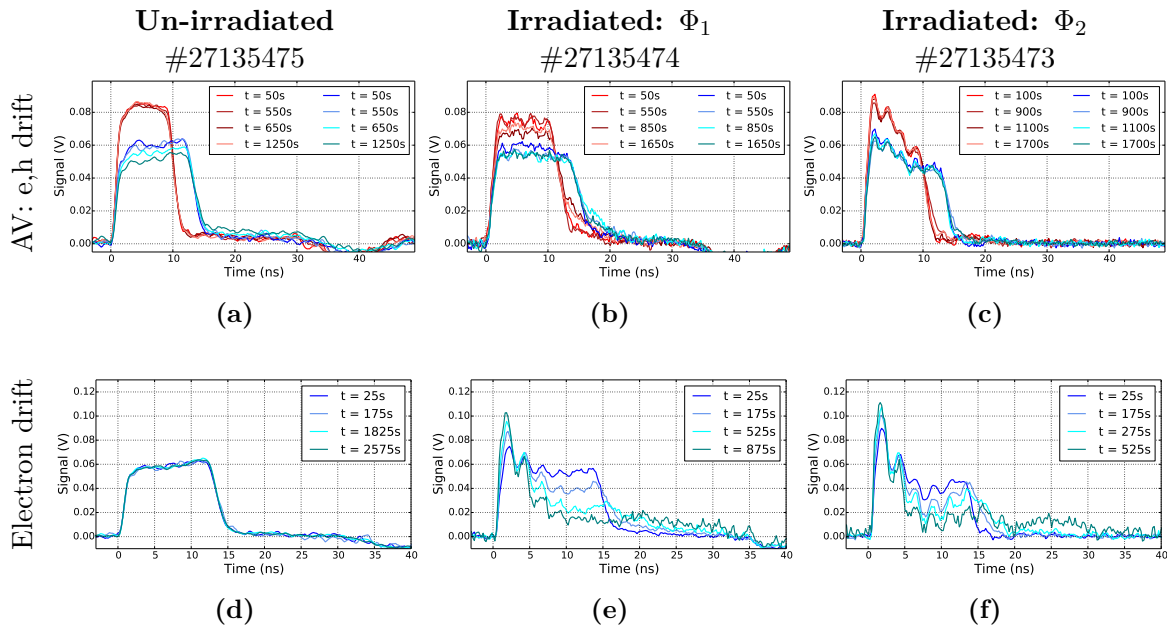 Un-irradiated
#27135475
Irradiated: Φ₁
#27135474
Irradiated: Φ₂
#27135473
AV: e,h drift
Signal (V)
0.08
0.06
0.04
0.02
0.00
t = 50s t = 50s
t = 550s t = 550s
t = 650s t = 650s
t = 1250s t = 1250s
0 10 20 30 40
Time (ns)
(a)
Signal (V)
0.08
0.06
0.04
0.02
0.00
t = 50s t = 50s
t = 550s t = 550s
t = 850s t = 850s
t = 1650s t = 1650s
0 10 20 30 40
Time (ns)
(b)
Signal (V)
0.08
0.06
0.04
0.02
0.00
t = 100s t = 100s
t = 900s t = 900s
t = 1100s t = 1100s
t = 1700s t = 1700s
0 10 20 30 40
Time (ns)
(c)
Electron drift
Signal (V)
0.12
0.10
0.08
0.06
0.04
0.02
0.00
t = 25s
t = 175s
t = 1825s
t = 2575s
0 5 10 15 20 25 30 35 40
Time (ns)
(d)
Signal (V)
0.12
0.10
0.08
0.06
0.04
0.02
0.00
t = 25s
t = 175s
t = 525s
t = 875s
0 5 10 15 20 25 30 35 40
Time (ns)
(e)
Signal (V)
0.12
0.10
0.08
0.06
0.04
0.02
0.00
t = 25s
t = 175s
t = 275s
t = 525s
0 5 10 15 20 25 30 35 40
Time (ns)
(f)